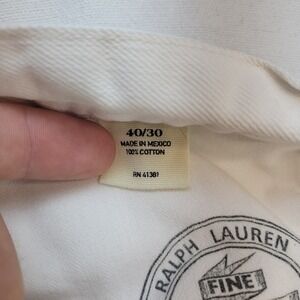 40/30
MADE IN MEXICO
100% COTTON
RN 41381
RALPH LAUREN
FINE